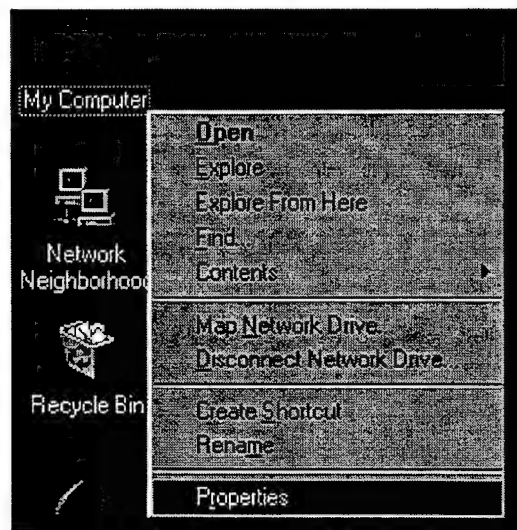 My Computer
Open
Explore
Explore From Here
Find...
Contents
Network
Neighborhood
Map Network Drive...
Disconnect Network Drive...
Recycle Bin
Create Shortcut
Rename
Properties